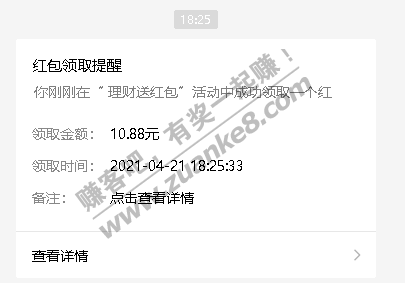 18:25
红包领取提醒
你刚刚在“理财送红包”活动中成功领取一个红
领取金额： 10.88元
领取时间： 2021-04-21 18:25:33
备注： 点击查看详情
查看详情
赚客吧，有奖一起赚！
www.zuanke8.com